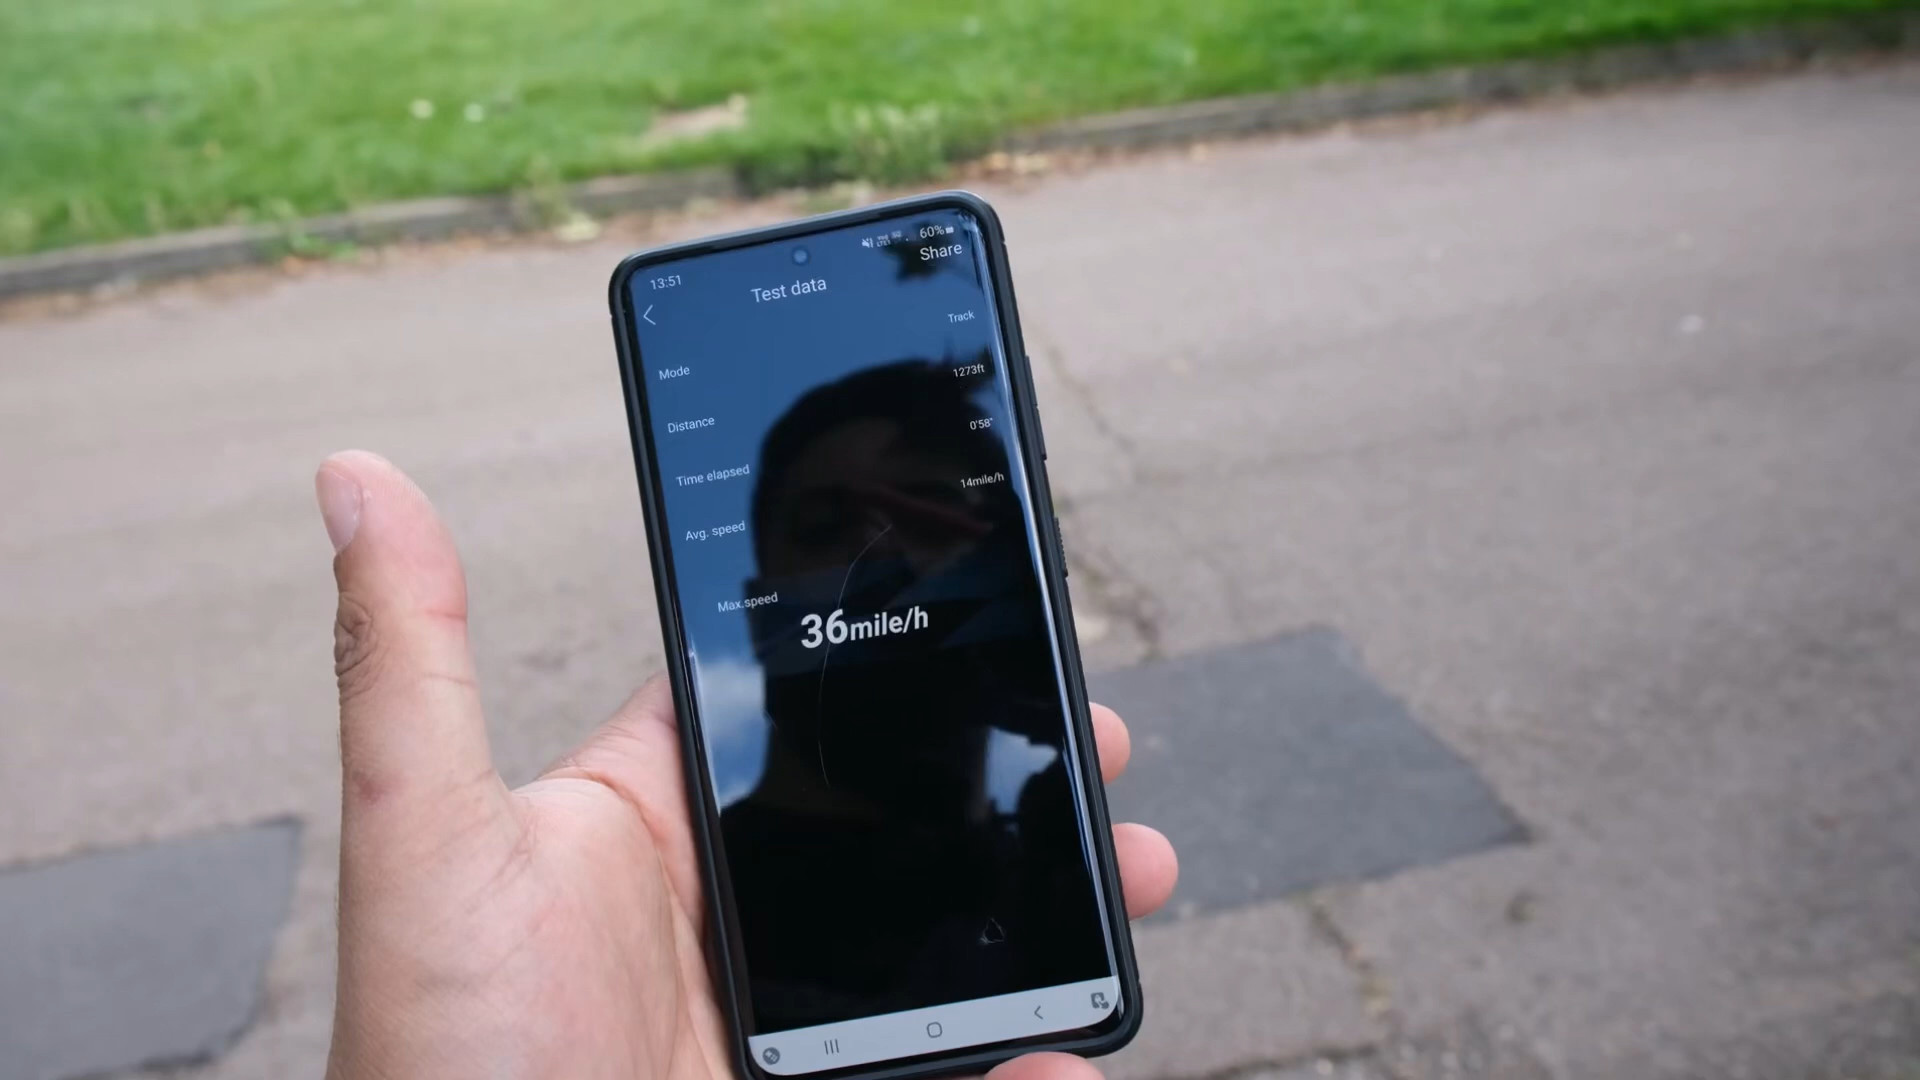 13:51
60%
Share
Test data
Track
Mode
1273ft
Distance
0'58"
Time elapsed
14mile/h
Avg. speed
Max.speed
36mile/h